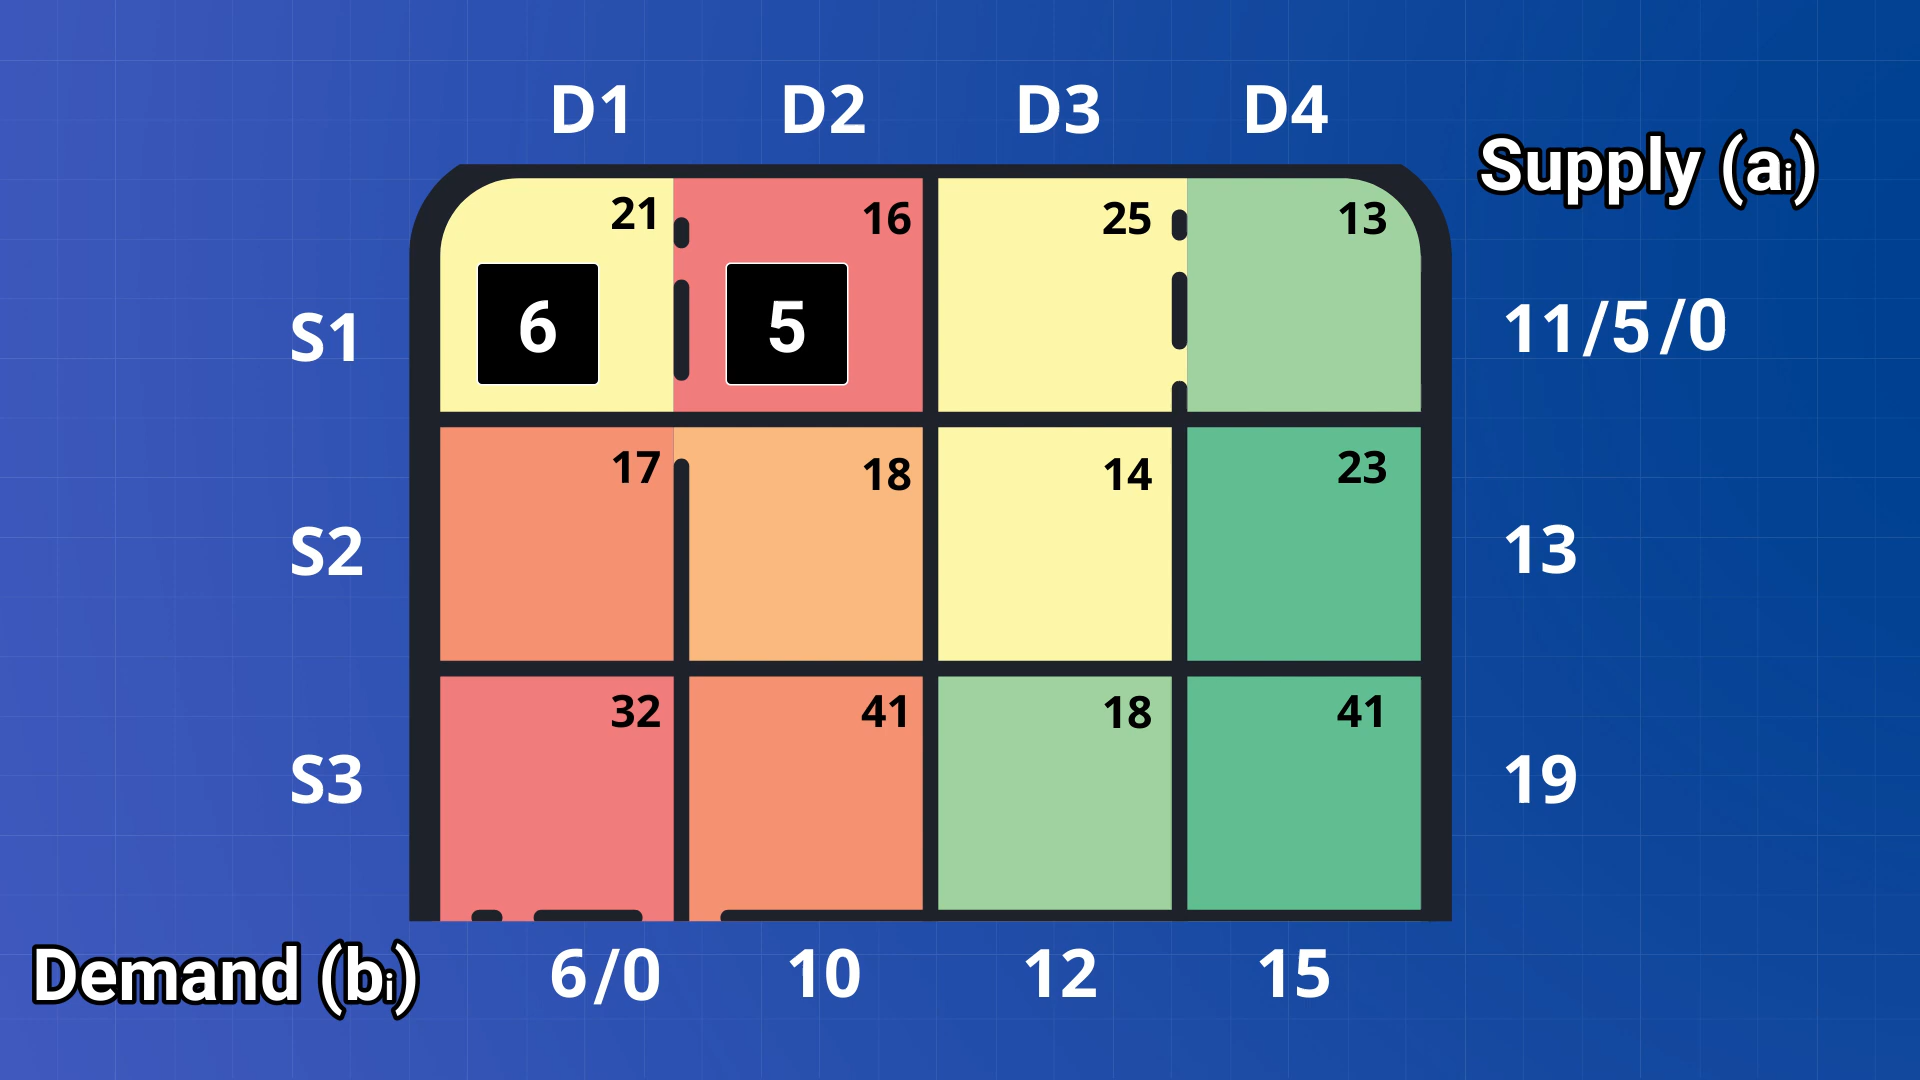 D1 D2 D3 D4
Supply (ai)
21 16 25 13
S1 6 5 11/5/0
17 18 14 23
S2 13
32 41 18 41
S3 19
Demand (bi) 6/0 10 12 15